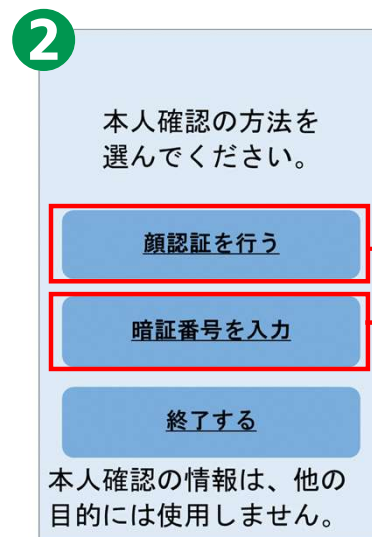 2
本人確認の方法を
選んでください。
顔認証を行う
暗証番号を入力
終了する
本人確認の情報は、他の
目的には使用しません。